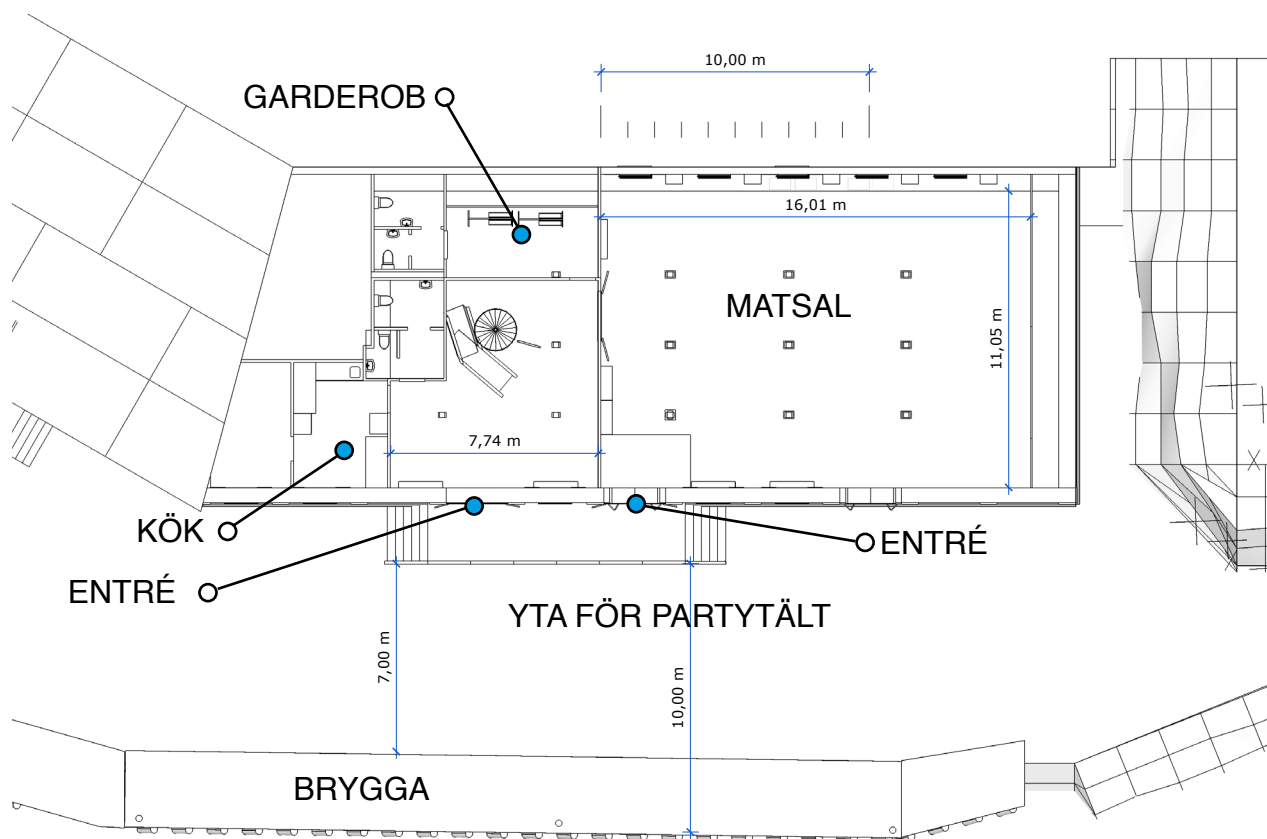 10,00 m
GARDEROB
16,01 m
MATSAL
11,05 m
7,74 m
KÖK
ENTRÉ
ENTRÉ
YTA FÖR PARTYTÄLT
7,00 m
10,00 m
BRYGGA